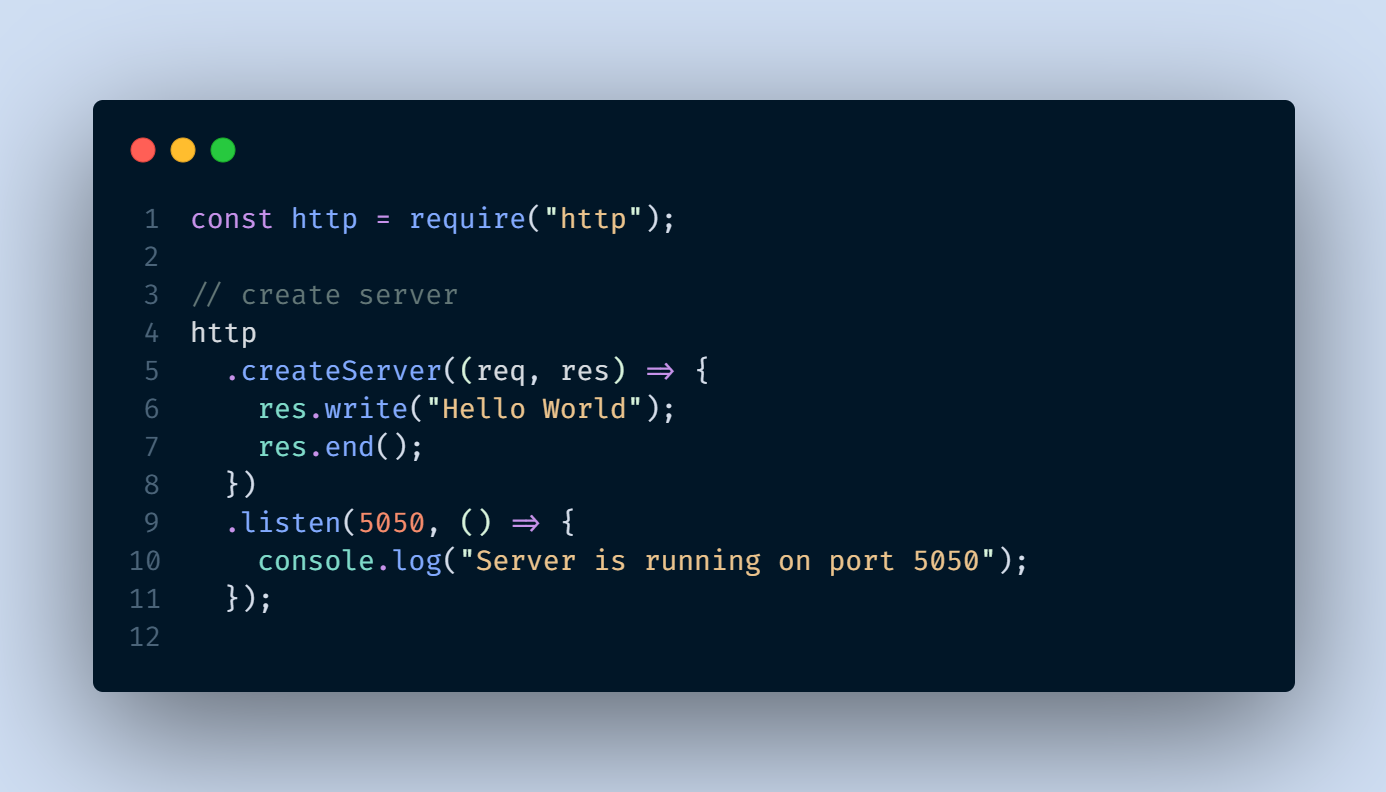 1 const http = require("http");
2
3 // create server
4 http
5   .createServer((req, res) => {
6     res.write("Hello World");
7     res.end();
8   })
9   .listen(5050, () => {
10     console.log("Server is running on port 5050");
11   });
12